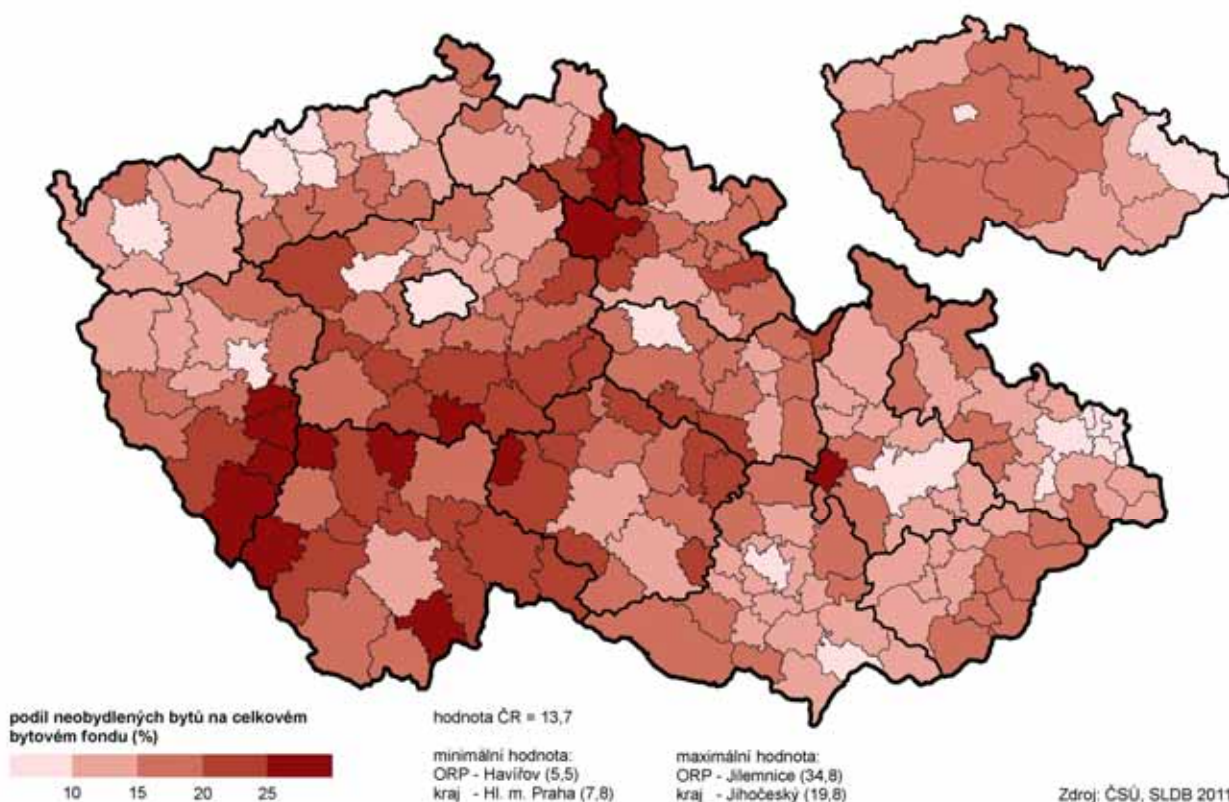 podíl neobydlených bytů na celkovém
bytovém fondu (%)
10 15 20 25
hodnota ČR = 13,7
minimální hodnota:
ORP - Havířov (5,5)
kraj - Hl. m. Praha (7,8)
maximální hodnota:
ORP - Jilemnice (34,8)
kraj - Jihočeský (19,8)
Zdroj: ČSÚ, SLDB 2011